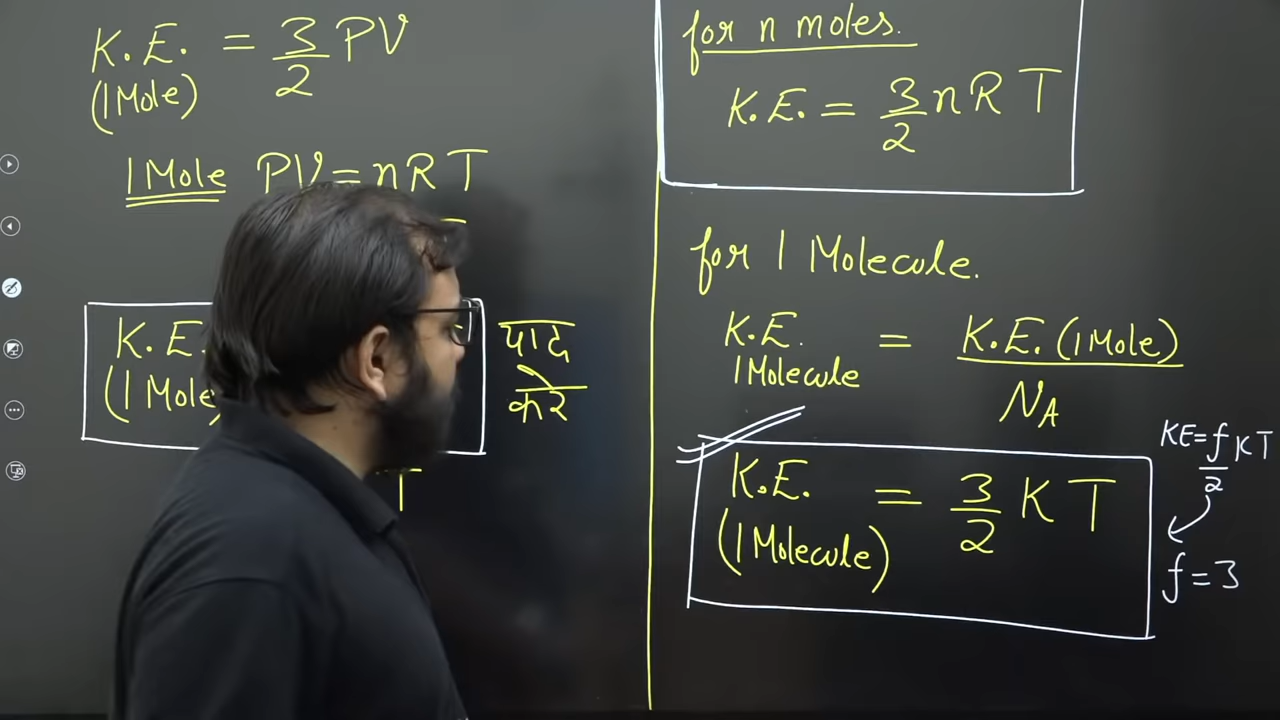 K.E. = 3/2 PV
(1Mole)
1Mole PV = nRT
K.E.
(1 Mole
याद
करे
T
for n moles.
K.E. = 3/2 nRT
for 1 Molecule.
K.E. 1Molecule = K.E. (1Mole) / NA
K.E. (1Molecule) = 3/2 KT
KE = f/2 KT
f = 3